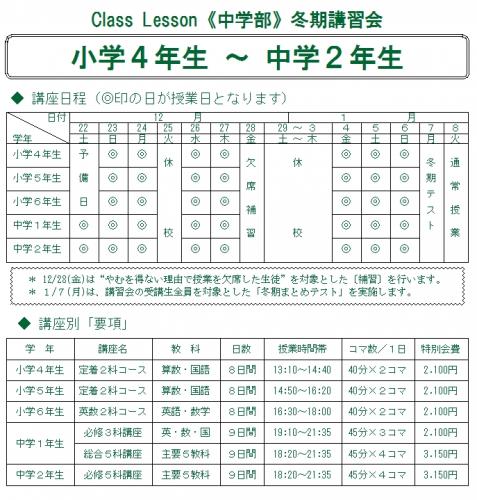 Class Lesson《中学部》冬期講習会
小学４年生 ～ 中学２年生
◆ 講座日程（◎印の日が授業日となります）
日付 12 月 1 月
学年 22 23 24 25 26 27 28 29 ～ 3 4 5 6 7 8
土 日 月 火 水 木 金 土 ～ 木 金 土 日 月 火
小学４年生 予備日 ◎ ◎ 休校 ◎ ◎ 欠席補習 休校 ◎ ◎ ◎ 冬期テスト 通常授業
小学５年生 ◎ ◎ ◎ ◎ ◎ ◎ ◎
小学６年生 ◎ ◎ ◎ ◎ ◎ ◎ ◎
中学１年生 ◎ ◎ ◎ ◎ ◎ ◎ ◎
中学２年生 ◎ ◎ ◎ ◎ ◎ ◎ ◎
＊ 12/28(金)は“やむを得ない理由で授業を欠席した生徒”を対象とした［補習］を行います。
＊ １/７(月)は、講習会の受講生全員を対象とした「冬期まとめテスト」を実施します。
◆ 講座別「要項」
学 年 講座名 教 科 日数 授業時間帯 コマ数／１日 特別会費
小学４年生 定着２科コース 算数・国語 ８日間 13:10～14:40 40分×２コマ 2,100円
小学５年生 定着２科コース 算数・国語 ８日間 14:50～16:20 40分×２コマ 2,100円
小学６年生 英数２科コース 英語・数学 ８日間 16:30～18:00 40分×２コマ 2,100円
中学１年生 必修３科講座 英・数・国 ９日間 19:10～21:35 45分×３コマ 2,100円
総合５科講座 主要５教科 ９日間 18:20～21:35 45分×４コマ 3,150円
中学２年生 必修５科講座 主要５教科 ９日間 18:20～21:35 45分×４コマ 3,150円